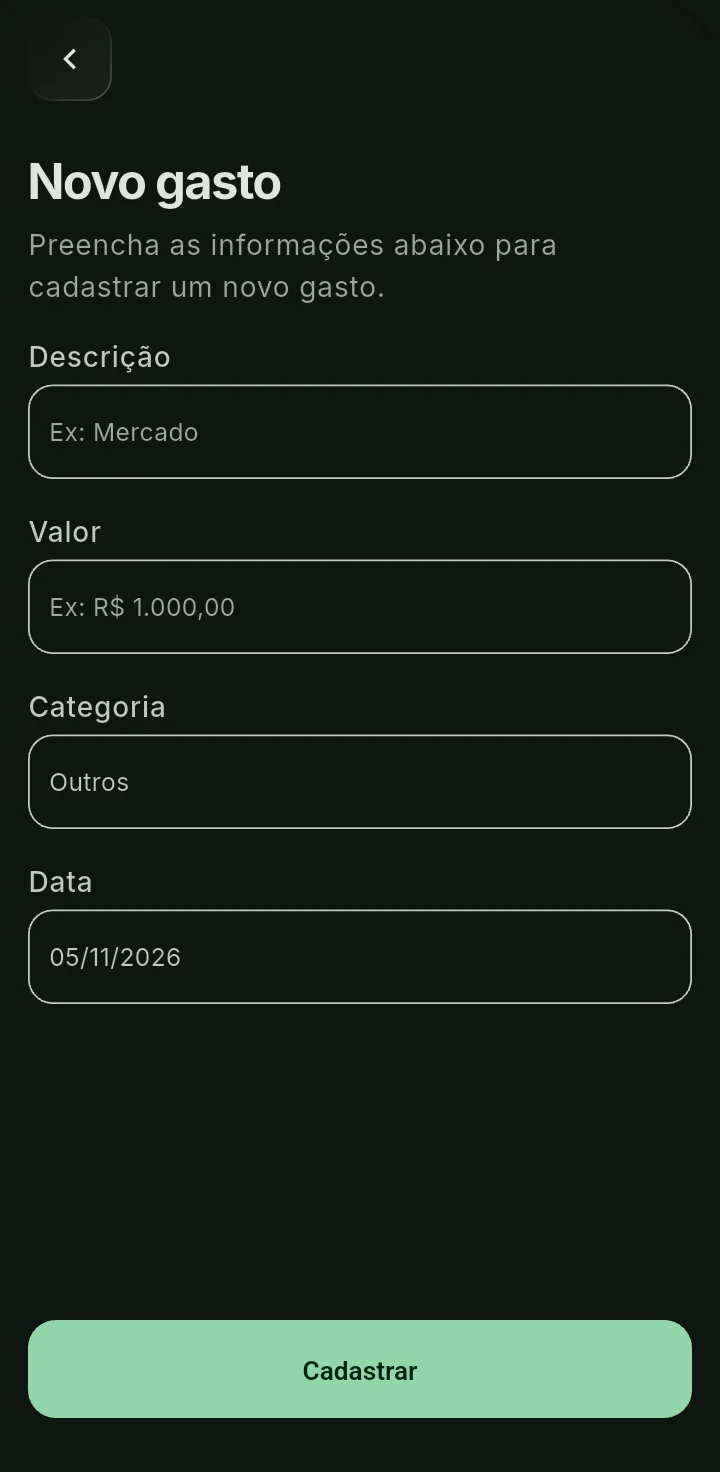 Novo gasto
Preencha as informações abaixo para
cadastrar um novo gasto.
Descrição
Ex: Mercado
Valor
Ex: R$ 1.000,00
Categoria
Outros
Data
05/11/2026
Cadastrar